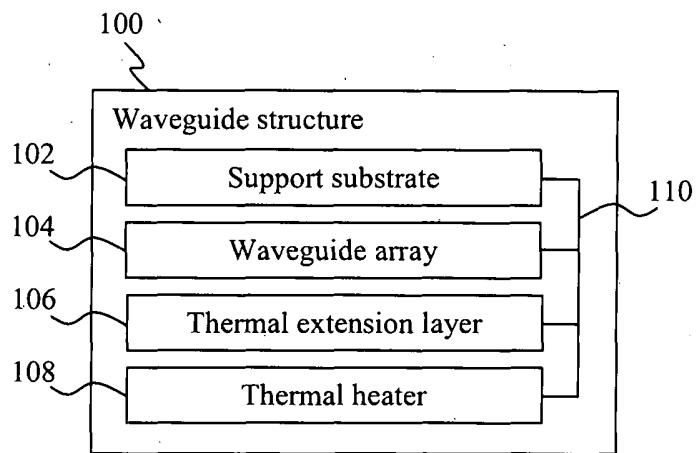 100
Waveguide structure
102
Support substrate
110
104
Waveguide array
106
Thermal extension layer
108
Thermal heater